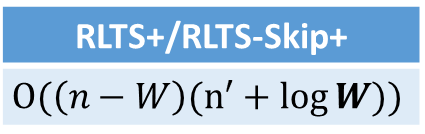 RLTS+/RLTS-Skip+
O((n − W)(n′ + log W))